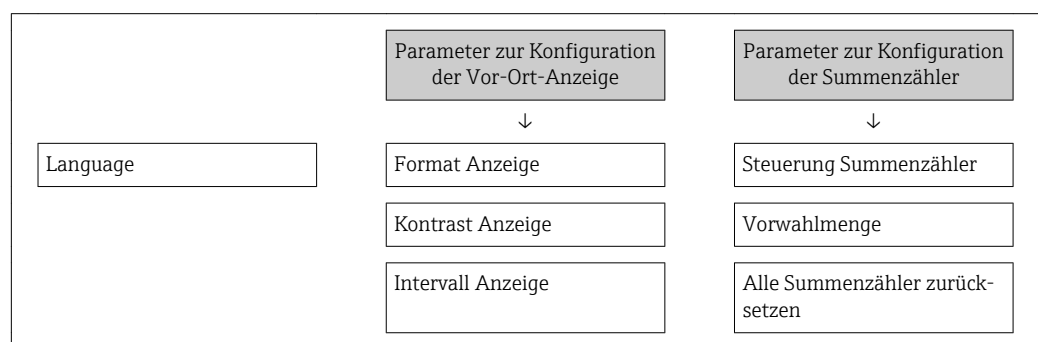 Parameter zur Konfiguration
der Vor-Ort-Anzeige
Parameter zur Konfiguration
der Summenzähler
↓
↓
Language
Format Anzeige
Steuerung Summenzähler
Kontrast Anzeige
Vorwahlmenge
Intervall Anzeige
Alle Summenzähler zurück-
setzen